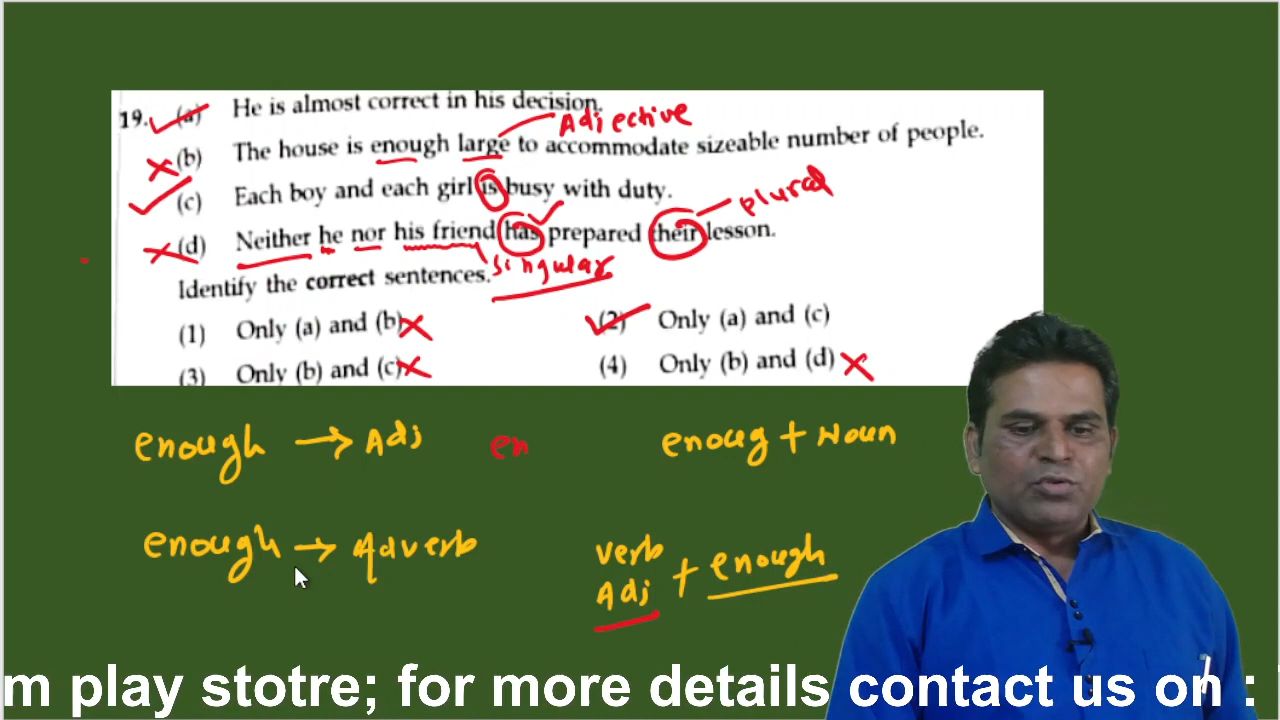 19. (a) He is almost correct in his decision.
Adjective
(b) The house is enough large to accommodate sizeable number of people.
(c) Each boy and each girl is busy with duty.
plural
(d) Neither he nor his friend has prepared their lesson.
singular
Identify the correct sentences.
(1) Only (a) and (b) (2) Only (a) and (c)
(3) Only (b) and (c) (4) Only (b) and (d)
enough → Adj en enoug + Noun
enough → Adverb verb
Adj + enough
m play stotre; for more details contact us on :